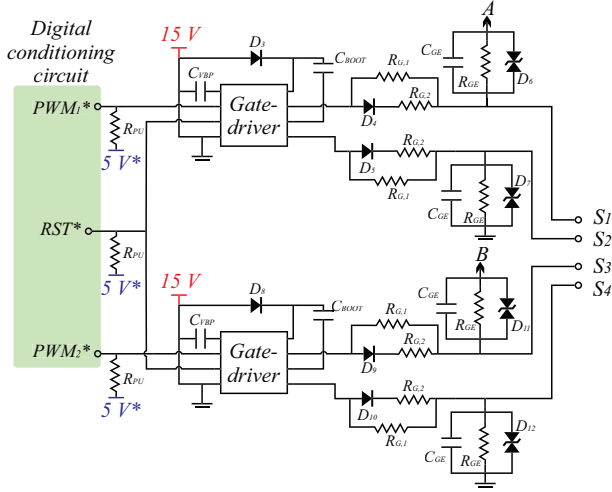 Digital
conditioning
circuit
15 V
D3
CBOOT
CVBP
Gate-
driver
PWM1*
RPU
5 V*
RG,1
D4
RG,2
CGE
A
RGE
D6
D5
RG,2
RG,1
CGE
RGE
D7
RST*
RPU
5 V*
S1
S2
S3
S4
15 V
D8
CBOOT
CVBP
Gate-
driver
PWM2*
RPU
5 V*
RG,1
D9
RG,2
B
CGE
RGE
D11
D10
RG,2
RG,1
CGE
RGE
D12